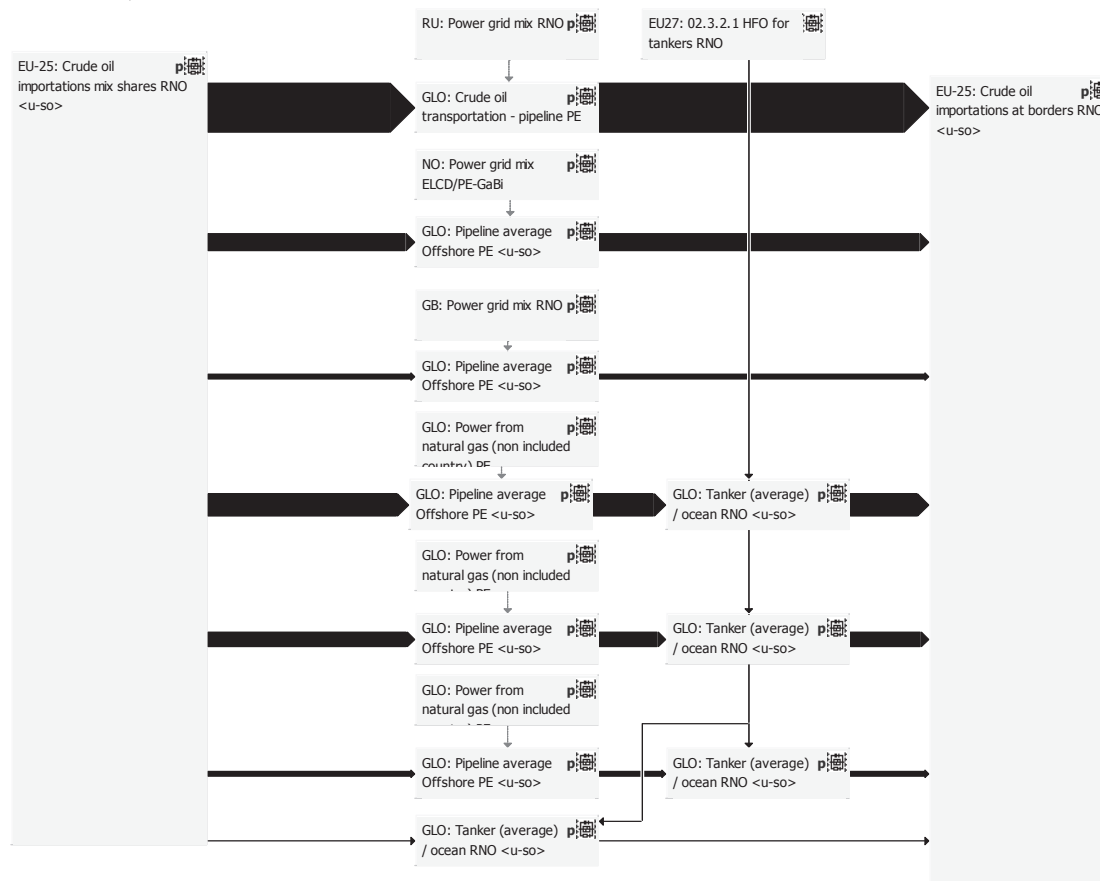 RU: Power grid mix RNO p
EU27: 02.3.2.1 HFO for
tankers RNO
EU-25: Crude oil p
importations mix shares RNO
<u-so>
GLO: Crude oil p
transportation - pipeline PE
EU-25: Crude oil p
importations at borders RNO
<u-so>
NO: Power grid mix p
ELCD/PE-GaBi
GLO: Pipeline average p
Offshore PE <u-so>
GB: Power grid mix RNO p
GLO: Pipeline average p
Offshore PE <u-so>
GLO: Power from p
natural gas (non included
country) PE
GLO: Pipeline average p
Offshore PE <u-so>
GLO: Tanker (average) p
/ ocean RNO <u-so>
GLO: Power from p
natural gas (non included
GLO: Pipeline average p
Offshore PE <u-so>
GLO: Tanker (average) p
/ ocean RNO <u-so>
GLO: Power from p
natural gas (non included
GLO: Pipeline average p
Offshore PE <u-so>
GLO: Tanker (average) p
/ ocean RNO <u-so>
GLO: Tanker (average) p
/ ocean RNO <u-so>